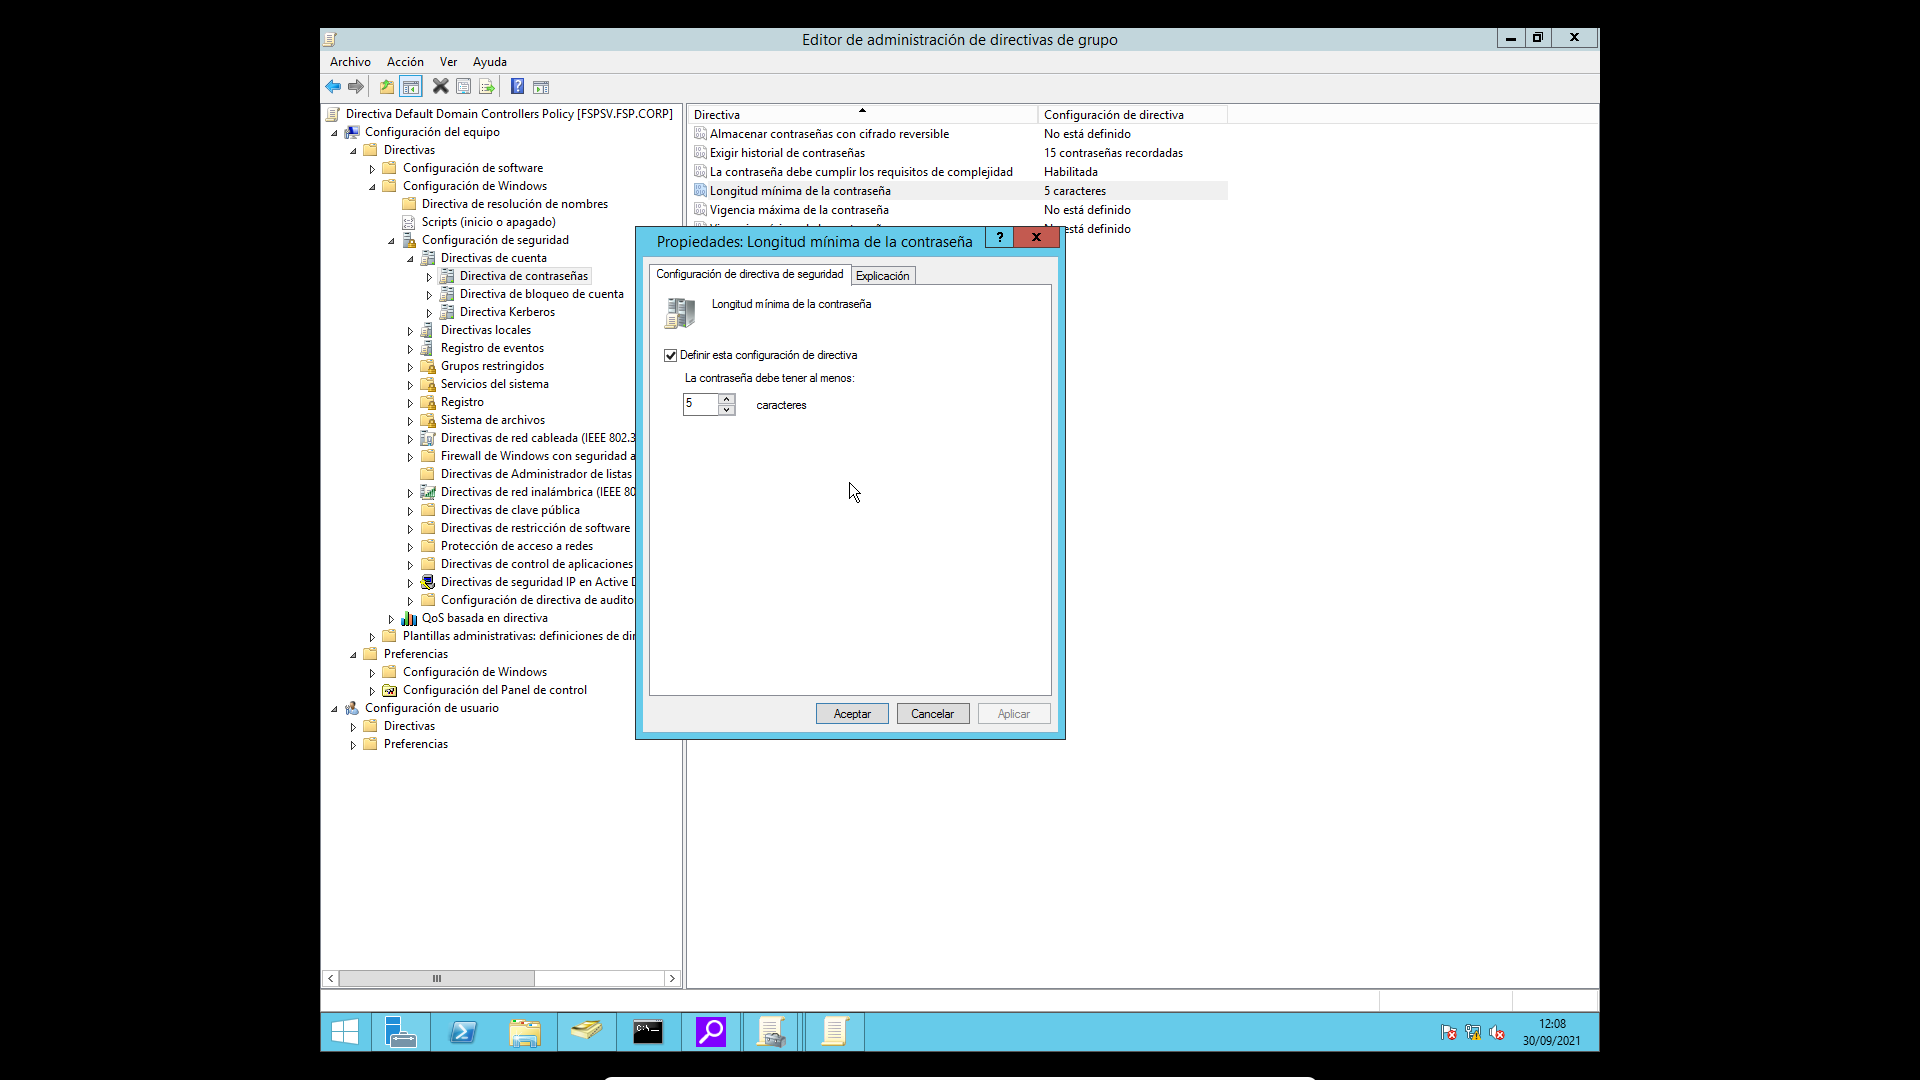 Editor de administración de directivas de grupo
Archivo Acción Ver Ayuda
Directiva Default Domain Controllers Policy [FSPSV.FSP.CORP]
Configuración del equipo
Directivas
Configuración de software
Configuración de Windows
Directiva de resolución de nombres
Scripts (inicio o apagado)
Configuración de seguridad
Directivas de cuenta
Directiva de contraseñas
Directiva de bloqueo de cuenta
Directiva Kerberos
Directivas locales
Registro de eventos
Grupos restringidos
Servicios del sistema
Registro
Sistema de archivos
Directivas de red cableada (IEEE 802.3
Firewall de Windows con seguridad a
Directivas de Administrador de listas
Directivas de red inalámbrica (IEEE 80
Directivas de clave pública
Directivas de restricción de software
Protección de acceso a redes
Directivas de control de aplicaciones
Directivas de seguridad IP en Active D
Configuración de directiva de audito
QoS basada en directiva
Plantillas administrativas: definiciones de dir
Preferencias
Configuración de Windows
Configuración del Panel de control
Configuración de usuario
Directivas
Preferencias
Directiva Configuración de directiva
Almacenar contraseñas con cifrado reversible No está definido
Exigir historial de contraseñas 15 contraseñas recordadas
La contraseña debe cumplir los requisitos de complejidad Habilitada
Longitud mínima de la contraseña 5 caracteres
Vigencia máxima de la contraseña No está definido
está definido
Propiedades: Longitud mínima de la contraseña ? x
Configuración de directiva de seguridad Explicación
Longitud mínima de la contraseña
Definir esta configuración de directiva
La contraseña debe tener al menos:
5 caracteres
Aceptar Cancelar Aplicar
12:08
30/09/2021